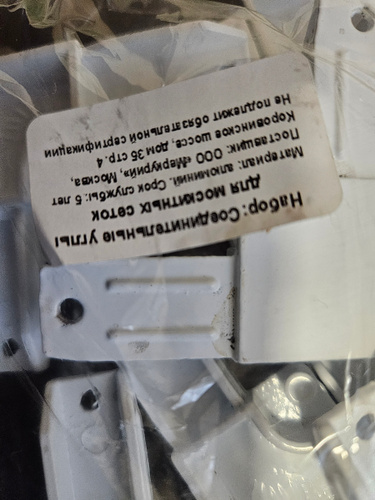 Набор: Соединительные углы
для москитных сеток
Материал: алюминий. Срок службы: 5 лет
Поставщик: ООО «Меркурий», Москва,
Коровинское шоссе, дом 35 стр. 4
Не подлежит обязательной сертификации